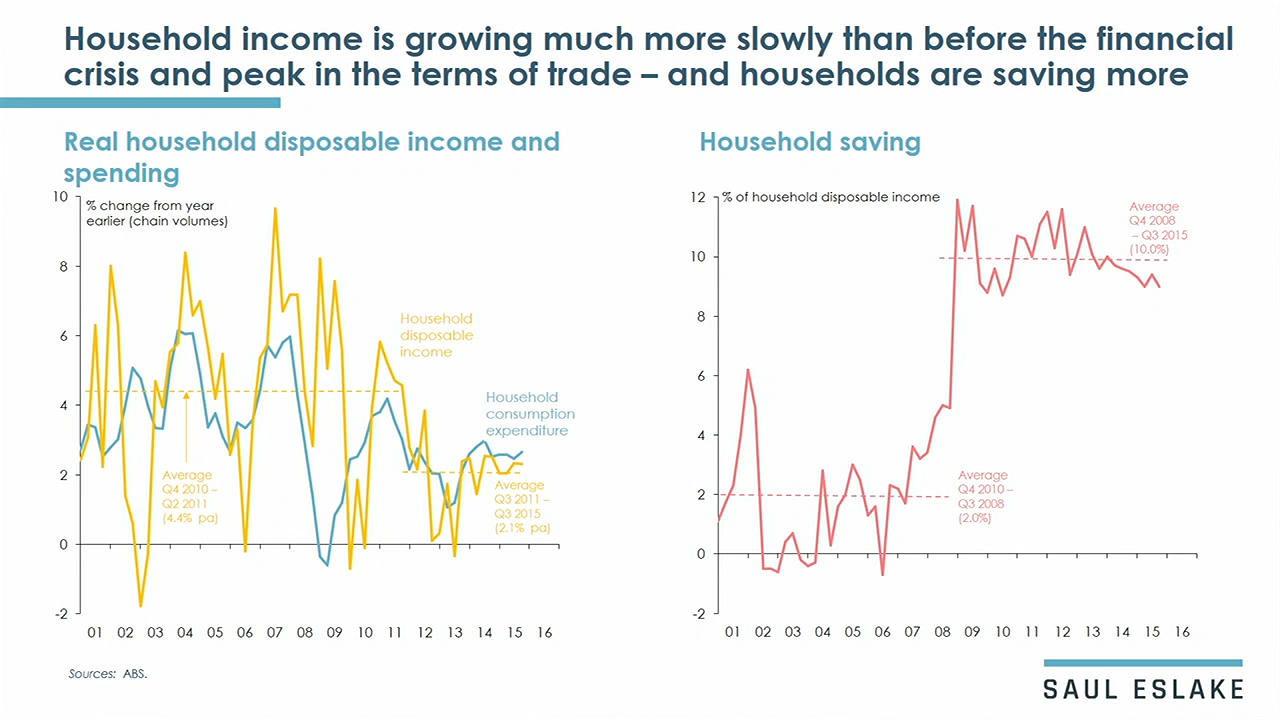 Household income is growing much more slowly than before the financial
crisis and peak in the terms of trade – and households are saving more
Real household disposable income and
spending
10
% change from year
earlier (chain volumes)
8
6
4
2
0
-2
Household
disposable
income
Household
consumption
expenditure
Average
Q4 2010 –
Q2 2011
(4.4% pa)
Average
Q3 2011 –
Q3 2015
(2.1% pa)
01 02 03 04 05 06 07 08 09 10 11 12 13 14 15 16
Household saving
12
% of household disposable income
10
8
6
4
2
0
-2
Average
Q4 2008
– Q3 2015
(10.0%)
Average
Q4 2010 –
Q3 2008
(2.0%)
01 02 03 04 05 06 07 08 09 10 11 12 13 14 15 16
Sources: ABS.
SAUL ESLAKE